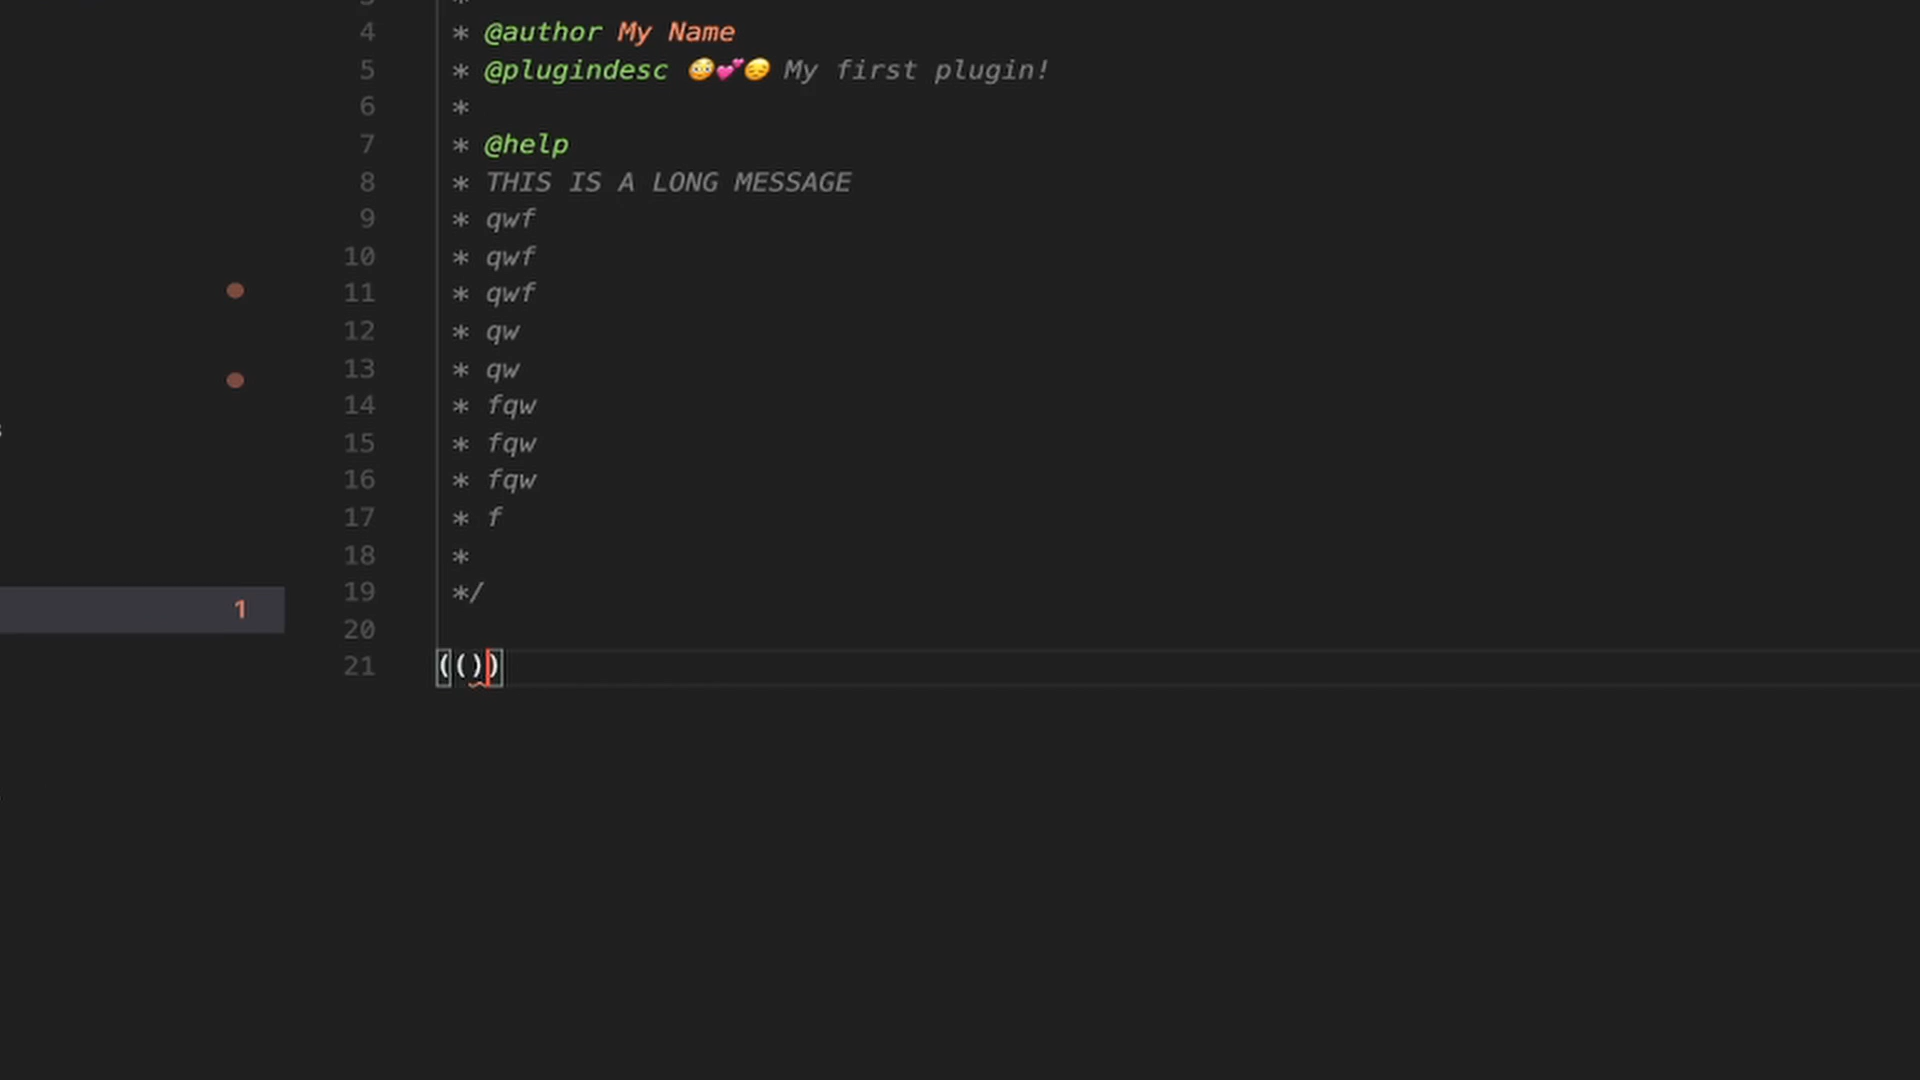 4 * @author My Name
5 * @plugindesc 😳💕😔 My first plugin!
6 *
7 * @help
8 * THIS IS A LONG MESSAGE
9 * qwf
10 * qwf
11 * qwf
12 * qw
13 * qw
14 * fqw
15 * fqw
16 * fqw
17 * f
18 *
19 */
1
20
21 (())